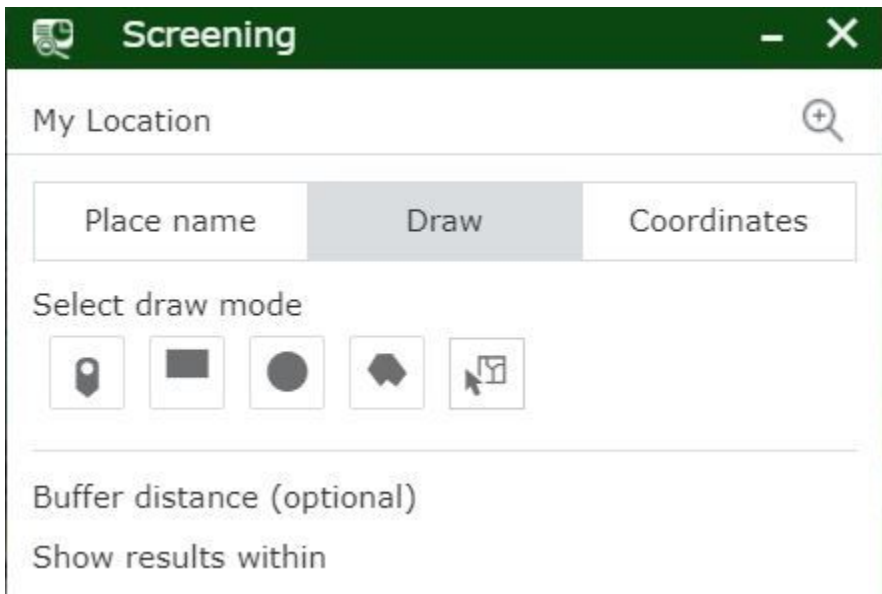 Screening
My Location
Place name Draw Coordinates
Select draw mode
Buffer distance (optional)
Show results within